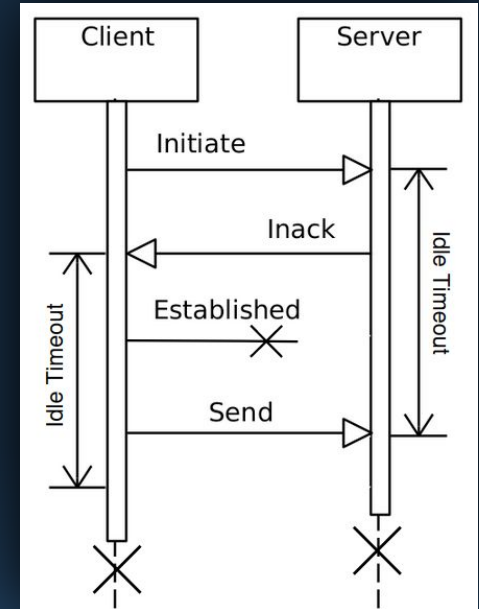 Client
Server
Initiate
Inack
Idle Timeout
Established
Idle Timeout
Send